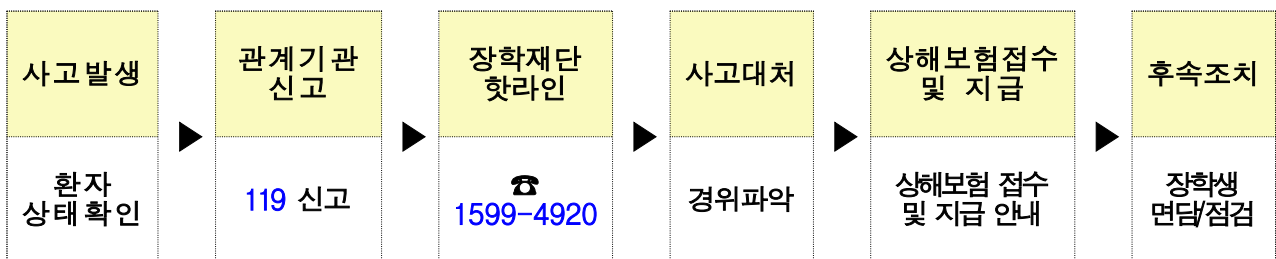 사고발생
환자
상태확인
▶
관계기관
신고
119 신고
▶
장학재단
핫라인
☎
1599-4920
▶
사고대처
경위파악
▶
상해보험접수
및 지급
상해보험 접수
및 지급 안내
▶
후속조치
장학생
면담/점검